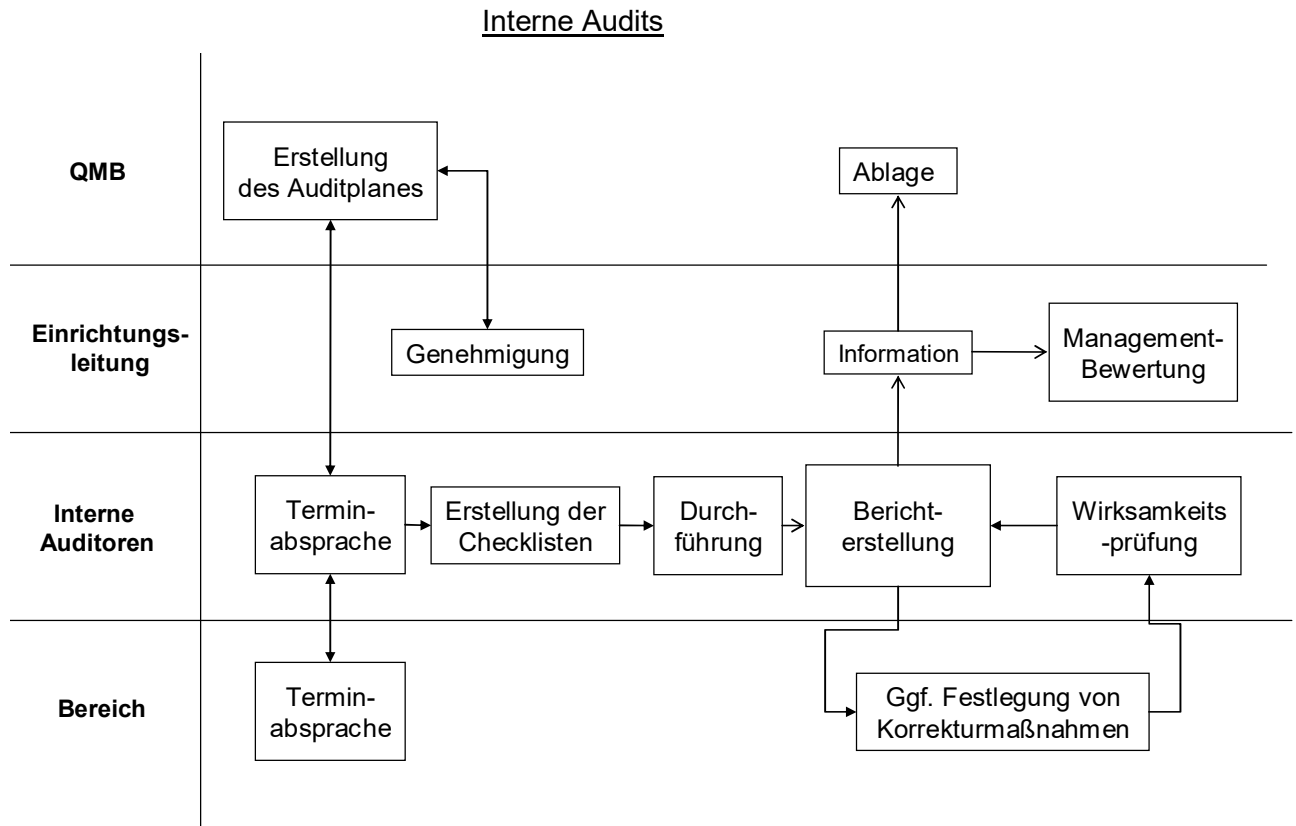 Interne Audits
QMB
Erstellung
des Auditplanes
Ablage
Einrichtungs-
leitung
Genehmigung
Information
Management-
Bewertung
Interne
Auditoren
Termin-
absprache
Erstellung der
Checklisten
Durch-
führung
Bericht-
erstellung
Wirksamkeits
-prüfung
Bereich
Termin-
absprache
Ggf. Festlegung von
Korrekturmaßnahmen